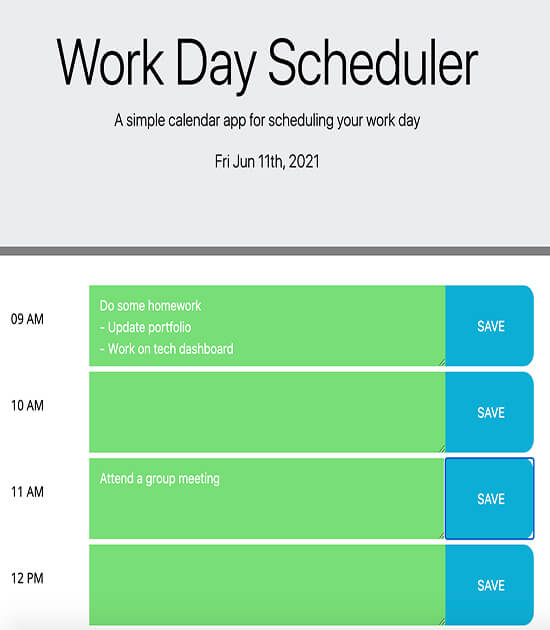 Work Day Scheduler
A simple calendar app for scheduling your work day
Fri Jun 11th, 2021
09 AM
Do some homework
- Update portfolio
- Work on tech dashboard
SAVE
10 AM
SAVE
11 AM
Attend a group meeting
SAVE
12 PM
SAVE